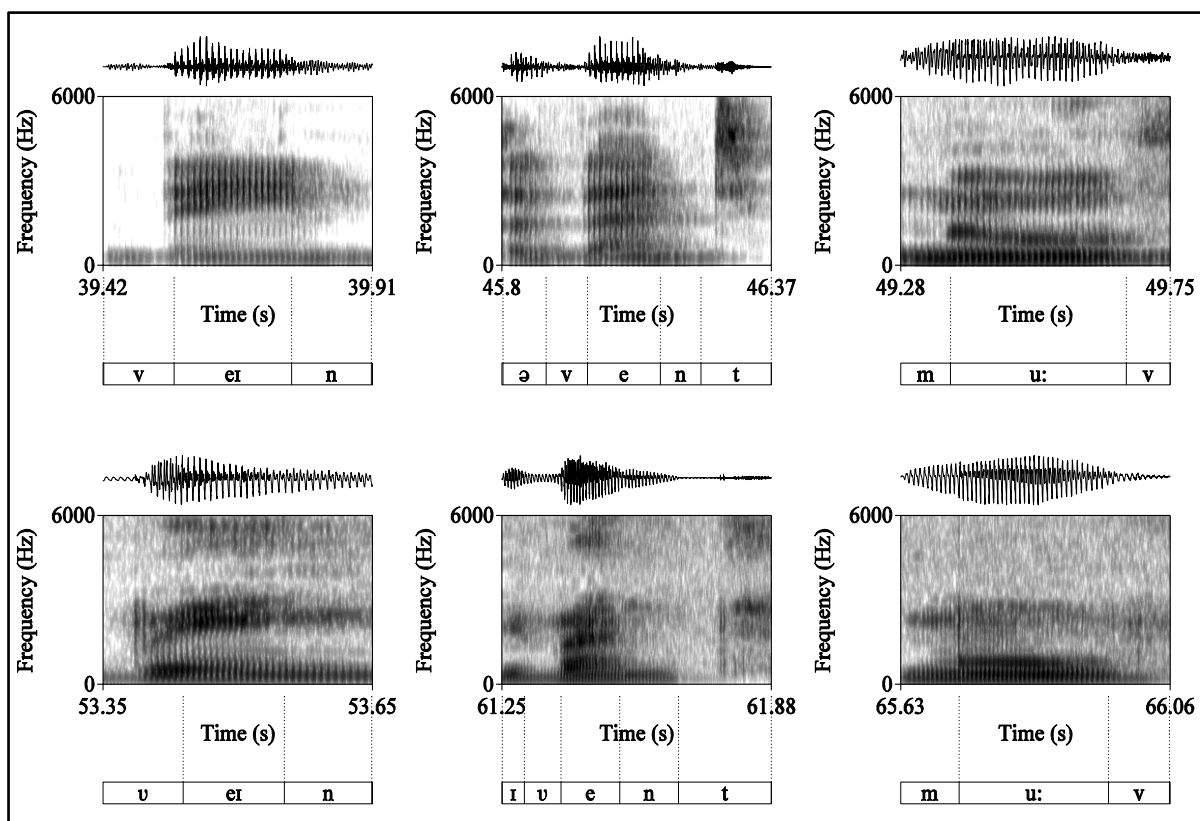 6000 6000 6000
Frequency (Hz) Frequency (Hz) Frequency (Hz)
0 0 0
39.42 39.91 45.8 46.37 49.28 49.75
Time (s) Time (s) Time (s)
v eɪ n ə v e n t m u: v
6000 6000 6000
Frequency (Hz) Frequency (Hz) Frequency (Hz)
0 0 0
53.35 53.65 61.25 61.88 65.63 66.06
Time (s) Time (s) Time (s)
ʋ eɪ n ɪ ʋ e n t m u: v